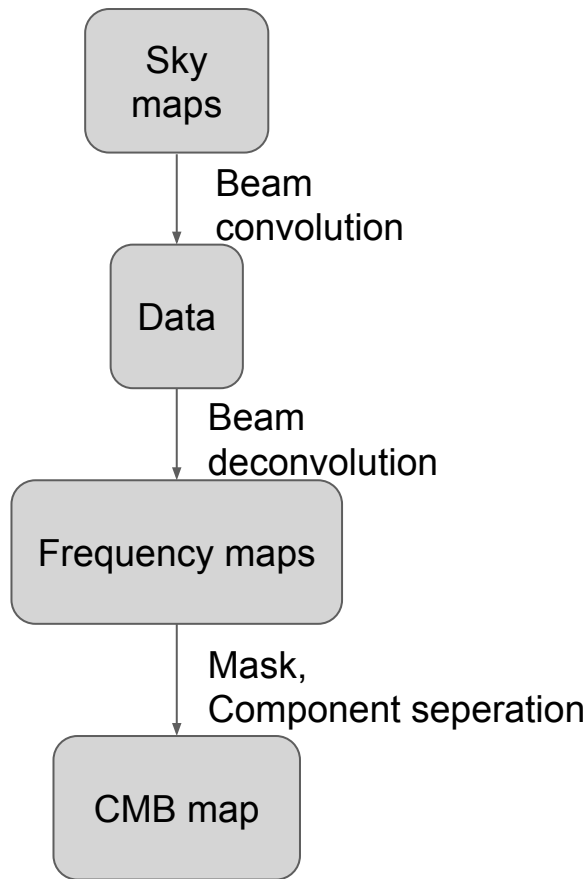 Sky
maps
Beam
convolution
Data
Beam
deconvolution
Frequency maps
Mask,
Component seperation
CMB map